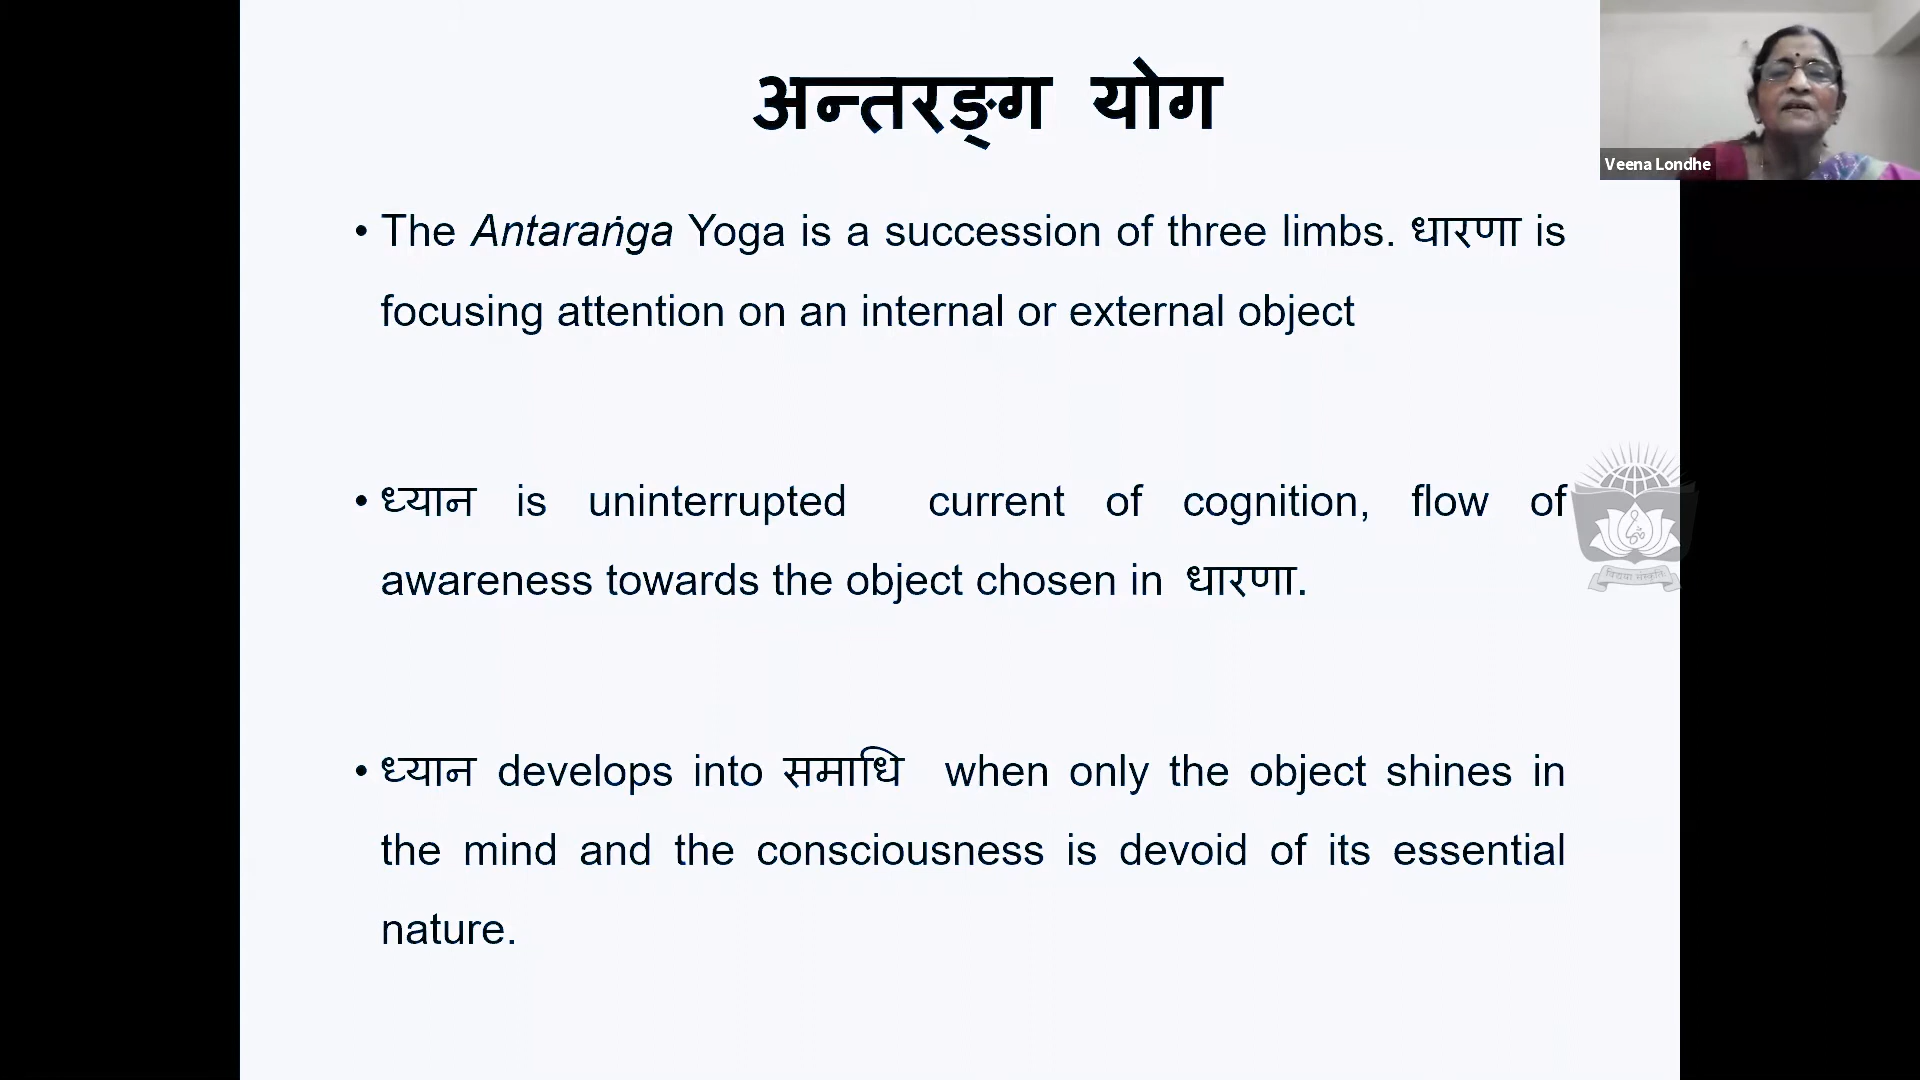 अन्तरङ्ग योग
Veena Londhe
• The Antaraṅga Yoga is a succession of three limbs. धारणा is
focusing attention on an internal or external object
• ध्यान is uninterrupted current of cognition, flow of
awareness towards the object chosen in धारणा.
• ध्यान develops into समाधि when only the object shines in
the mind and the consciousness is devoid of its essential
nature.